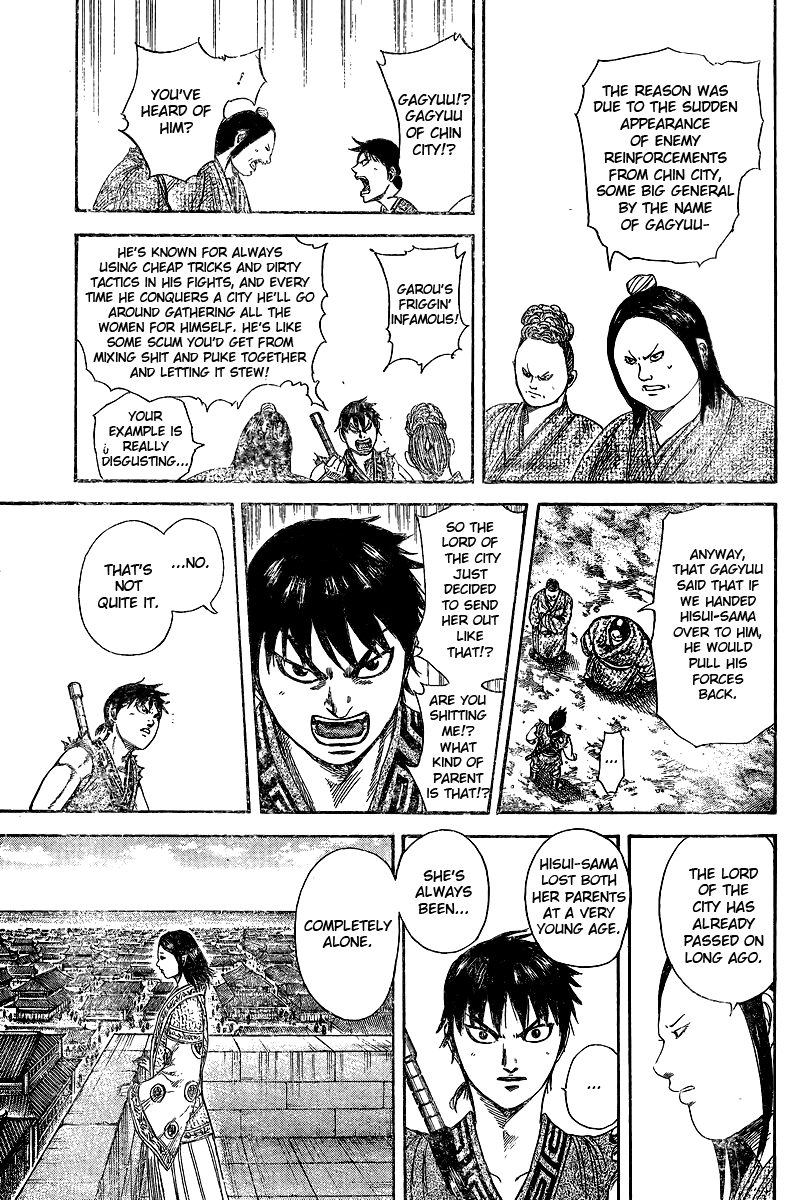 THE REASON WAS
DUE TO THE SUDDEN
APPEARANCE
OF ENEMY
REINFORCEMENTS
FROM CHIN CITY,
SOME BIG GENERAL
BY THE NAME
OF GAGYUU-
GAGYUU!?
GAGYUU
OF CHIN
CITY!?
!
YOU'VE
HEARD OF
HIM?
GAROU'S
FRIGGIN'
INFAMOUS!
HE'S KNOWN FOR ALWAYS
USING CHEAP TRICKS AND DIRTY
TACTICS IN HIS FIGHTS, AND EVERY
TIME HE CONQUERS A CITY HE'LL GO
AROUND GATHERING ALL THE
WOMEN FOR HIMSELF. HE'S LIKE
SOME SCUM YOU'D GET FROM
MIXING SHIT AND PUKE TOGETHER
AND LETTING IT STEW!
YOUR
EXAMPLE IS
REALLY
DISGUSTING...
ANYWAY,
THAT GAGYUU
SAID THAT IF
WE HANDED
HISUI-SAMA
OVER TO HIM,
HE WOULD
PULL HIS
FORCES
BACK.
...
SO THE
LORD OF
THE CITY
JUST
DECIDED
TO SEND
HER OUT
LIKE
THAT!?
ARE YOU
SHITTING
ME!?
WHAT
KIND OF
PARENT
IS THAT!?
...NO.
THAT'S
NOT
QUITE IT.
THE LORD
OF THE
CITY HAS
ALREADY
PASSED ON
LONG AGO.
HISUI-SAMA
LOST BOTH
HER PARENTS
AT A VERY
YOUNG AGE.
...
SHE'S
ALWAYS
BEEN...
COMPLETELY
ALONE.